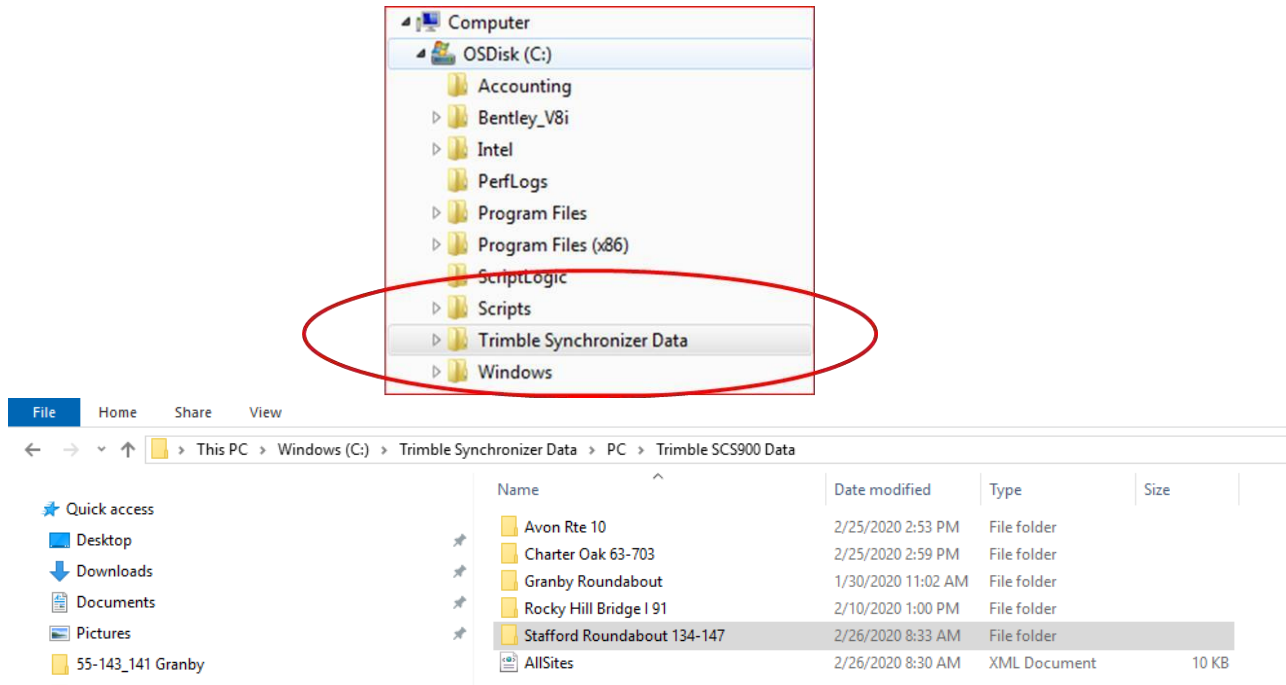 Computer
OSDisk (C:)
Accounting
Bentley_V8i
Intel
PerfLogs
Program Files
Program Files (x86)
ScriptLogic
Scripts
Trimble Synchronizer Data
Windows
File Home Share View
This PC > Windows (C:) > Trimble Synchronizer Data > PC > Trimble SCS900 Data
Name Date modified Type Size
Quick access
Desktop
Downloads
Documents
Pictures
55-143_141 Granby
Avon Rte 10 2/25/2020 2:53 PM File folder
Charter Oak 63-703 2/25/2020 2:59 PM File folder
Granby Roundabout 1/30/2020 11:02 AM File folder
Rocky Hill Bridge I 91 2/10/2020 1:00 PM File folder
Stafford Roundabout 134-147 2/26/2020 8:33 AM File folder
AllSites 2/26/2020 8:30 AM XML Document 10 KB